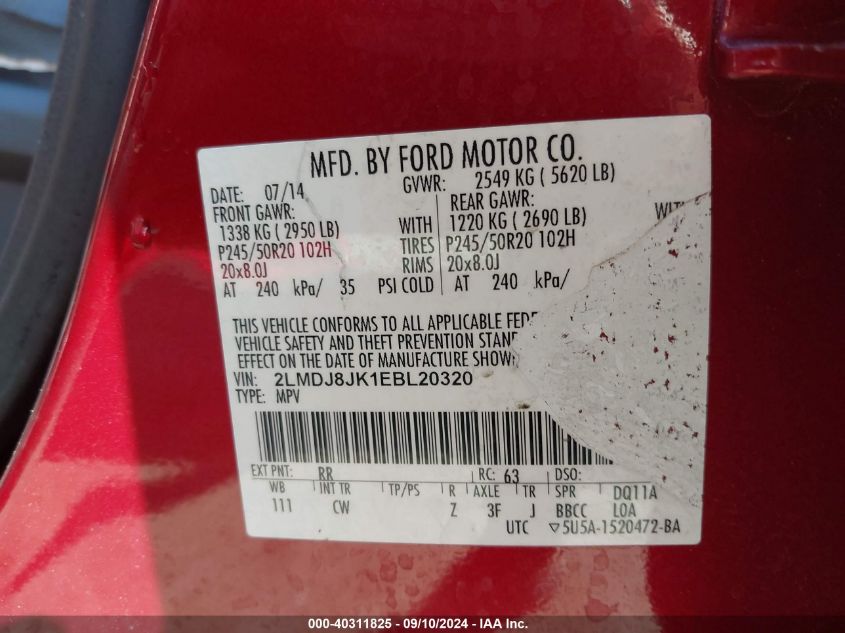 MFD. BY FORD MOTOR CO.
DATE: 07/14 GVWR: 2549 KG ( 5620 LB)
FRONT GAWR: REAR GAWR:
1338 KG ( 2950 LB) WITH 1220 KG ( 2690 LB)
P245/50R20 102H TIRES P245/50R20 102H
20x8.0J RIMS 20x8.0J
AT 240 kPa/ 35 PSI COLD AT 240 kPa/
THIS VEHICLE CONFORMS TO ALL APPLICABLE
VEHICLE SAFETY AND THEFT PREVENTION
EFFECT ON THE DATE OF MANUFACTURE
VIN: 2LMDJ8JK1EBL20320
TYPE: MPV
EXT PNT: RR RC: 63 DSO:
WB INT TR TP/PS R AXLE TR SPR DQ11A
111 CW Z 3F J BBCC LOA
UTC ▽5U5A-1520472-BA
000-40311825 - 09/10/2024 - IAA Inc.